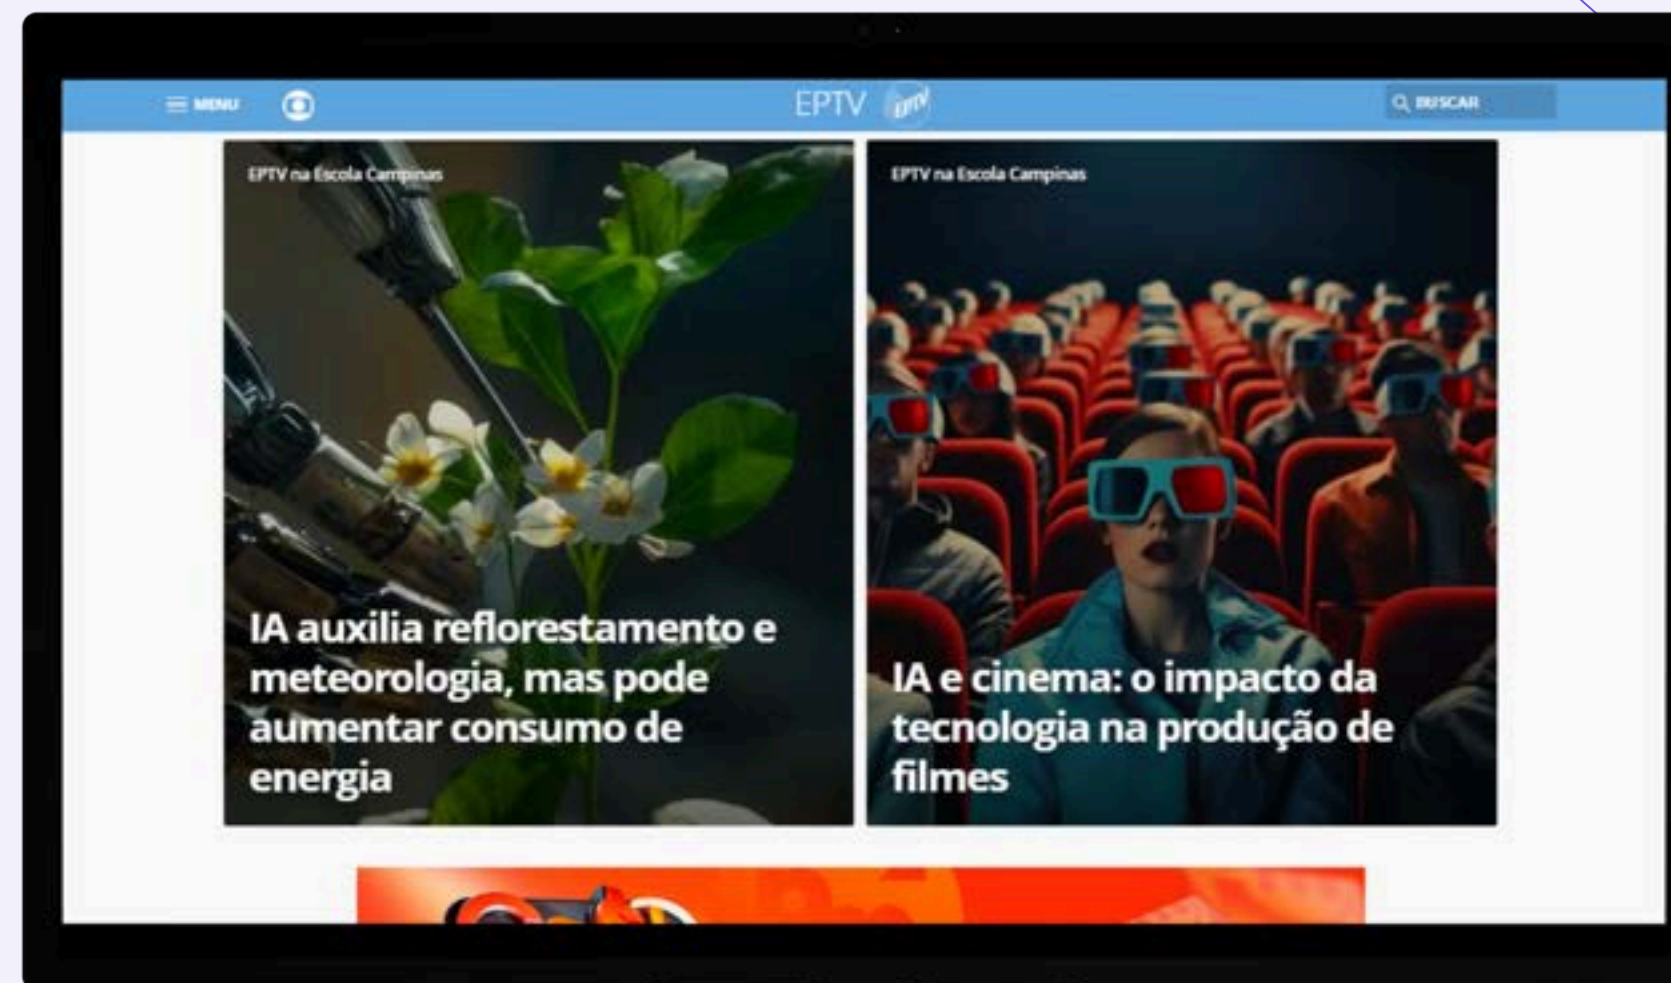 MENU
EPTV EPTV
BUSCAR
EPTV na Escola Campinas
IA auxilia reflorestamento e
meteorologia, mas pode
aumentar consumo de
energia
EPTV na Escola Campinas
IA e cinema: o impacto da
tecnologia na produção de
filmes